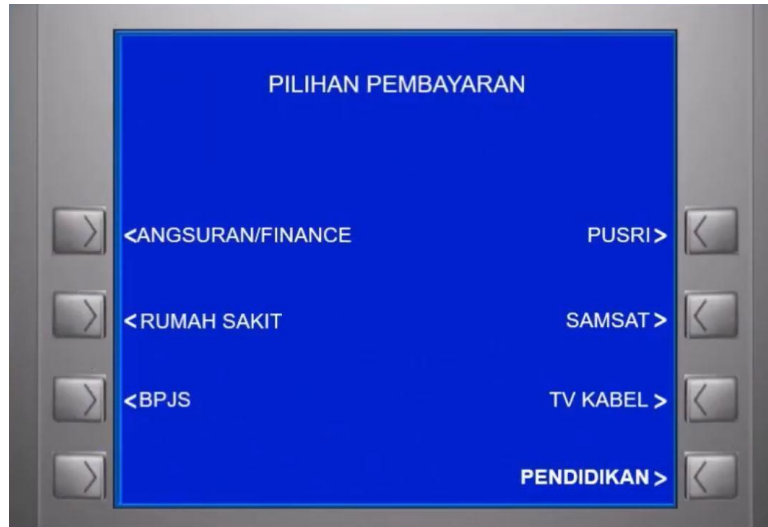 PILIHAN PEMBAYARAN
<ANGSURAN/FINANCE
PUSRI>
<RUMAH SAKIT
SAMSAT>
<BPJS
TV KABEL >
PENDIDIKAN >